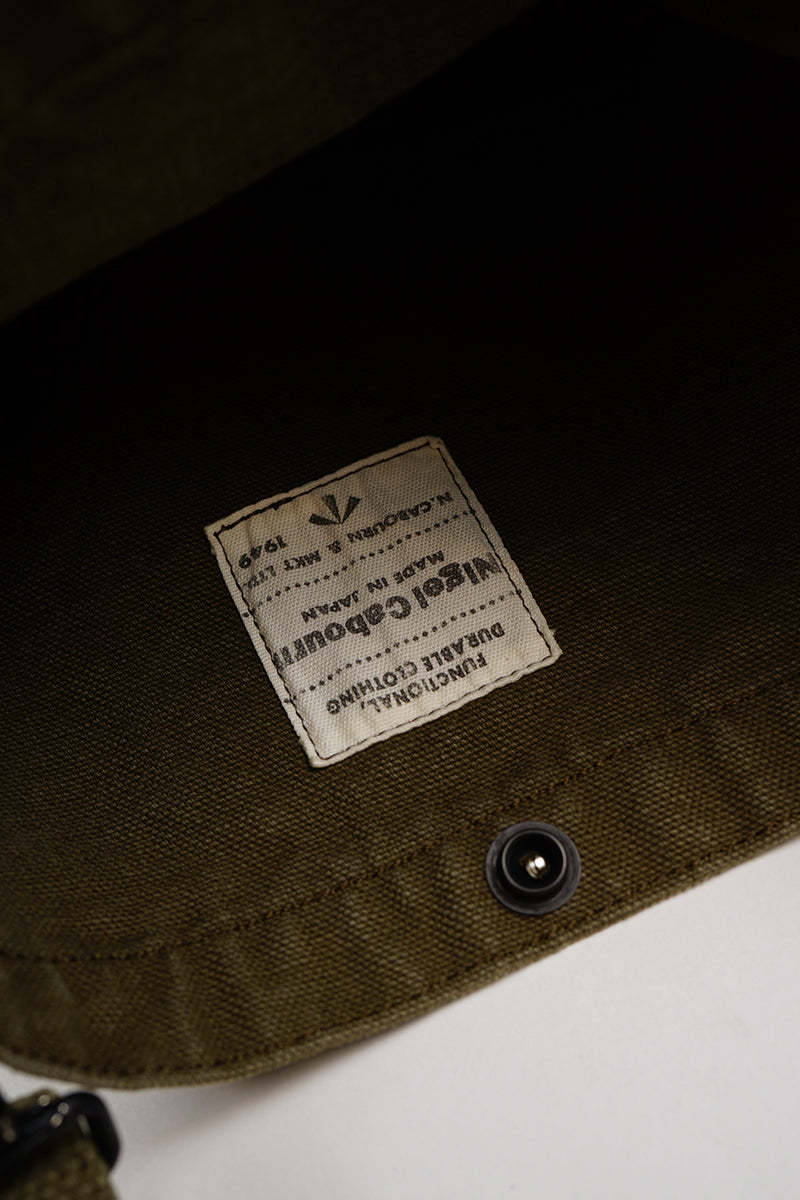 FUNCTIONAL,
DURABLE CLOTHING
Nigel Cabourn
MADE IN JAPAN
N.CABOURN & MKT LTD
1949